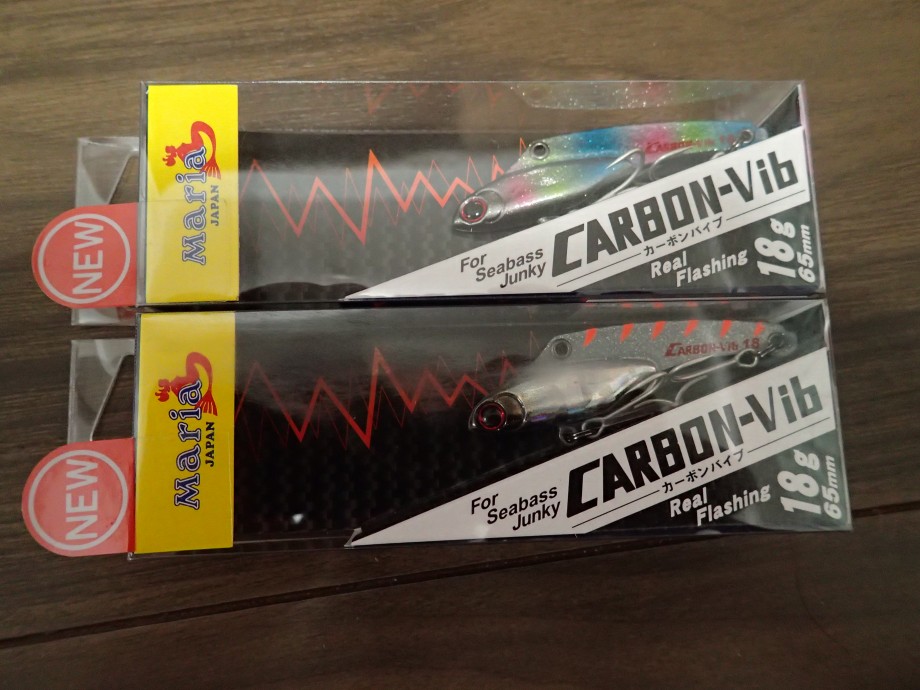 NEW
Maria
JAPAN
CARBON-Vib 18
For
Seabass
Junky
CARBON-Vib
カーボンバイブ
Real
Flashing
18g
65mm
NEW
Maria
JAPAN
CARBON-Vib 18
For
Seabass
Junky
CARBON-Vib
カーボンバイブ
Real
Flashing
18g
65mm